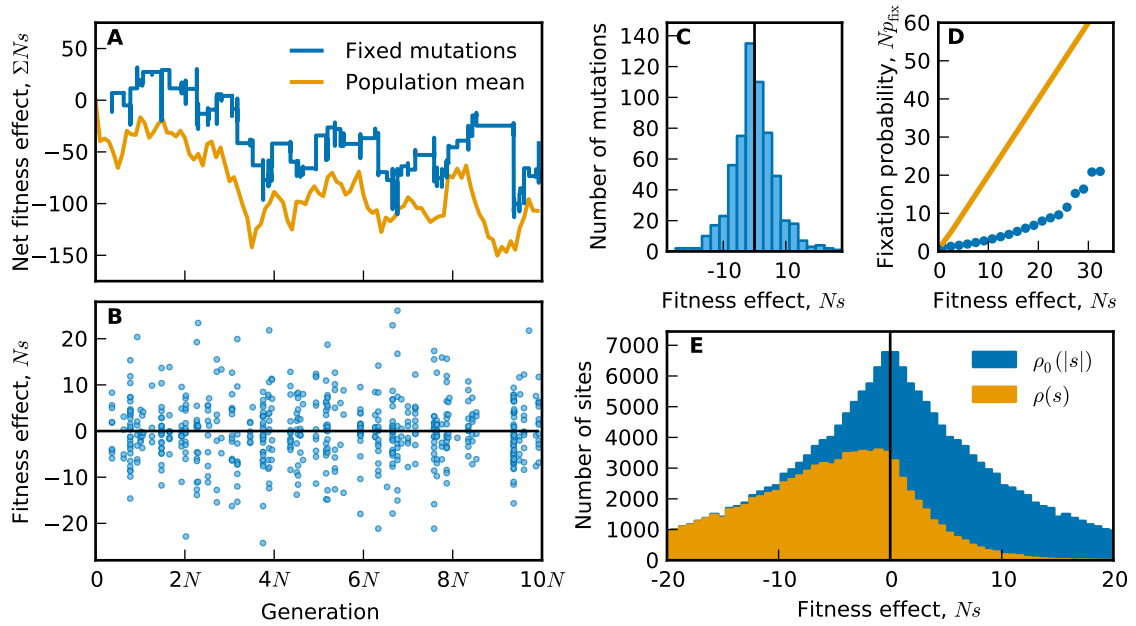 A
Fixed mutations
Population mean
Net fitness effect, ΣNs
50
0
−50
−100
−150
B
Fitness effect, Ns
20
10
0
−10
−20
0
2N
4N
6N
8N
10N
Generation
C
Number of mutations
140
120
100
80
60
40
20
0
-10
10
Fitness effect, Ns
D
Fixation probability, Np_fix
60
50
40
30
20
10
0
0
10
20
30
Fitness effect, Ns
E
ρ₀(|s|)
ρ(s)
Number of sites
7000
6000
5000
4000
3000
2000
1000
0
-20
-10
0
10
20
Fitness effect, Ns